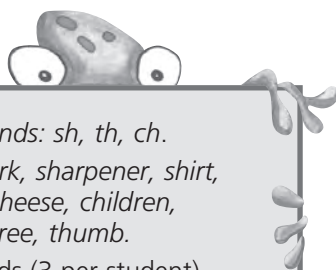 sh, th, ch.
sharpener, shirt,
children,
thumb.
(3 per student)